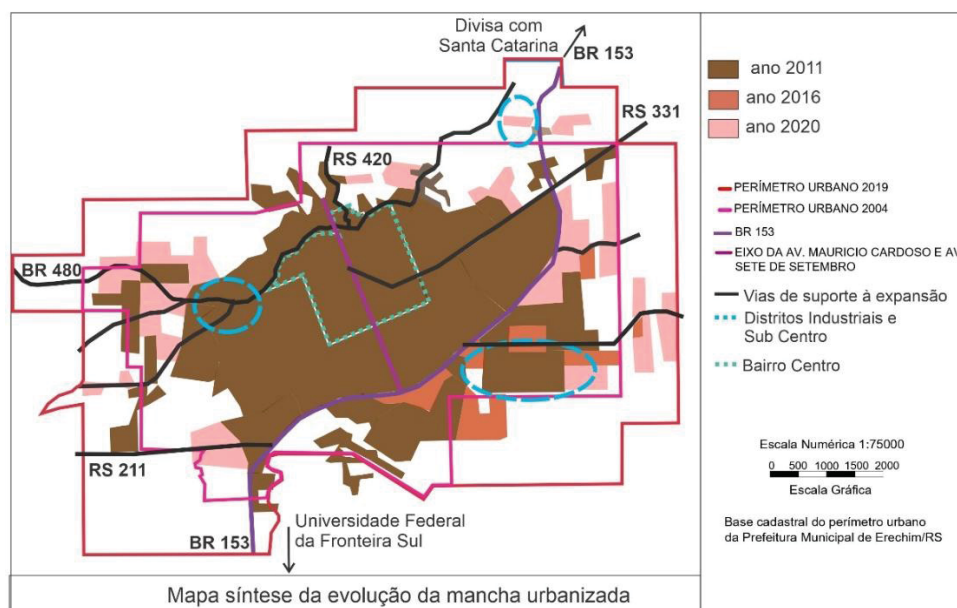 Divisa com
Santa Catarina
BR 153
RS 331
RS 420
BR 480
RS 211
BR 153
Universidade Federal
da Fronteira Sul
Mapa síntese da evolução da mancha urbanizada
ano 2011
ano 2016
ano 2020
PERÍMETRO URBANO 2019
PERÍMETRO URBANO 2004
BR 153
EIXO DA AV. MAURICIO CARDOSO E AV
SETE DE SETEMBRO
Vias de suporte à expansão
Distritos Industriais e
Sub Centro
Bairro Centro
Escala Numérica 1:75000
0 500 1000 1500 2000
Escala Gráfica
Base cadastral do perímetro urbano
da Prefeitura Municipal de Erechim/RS